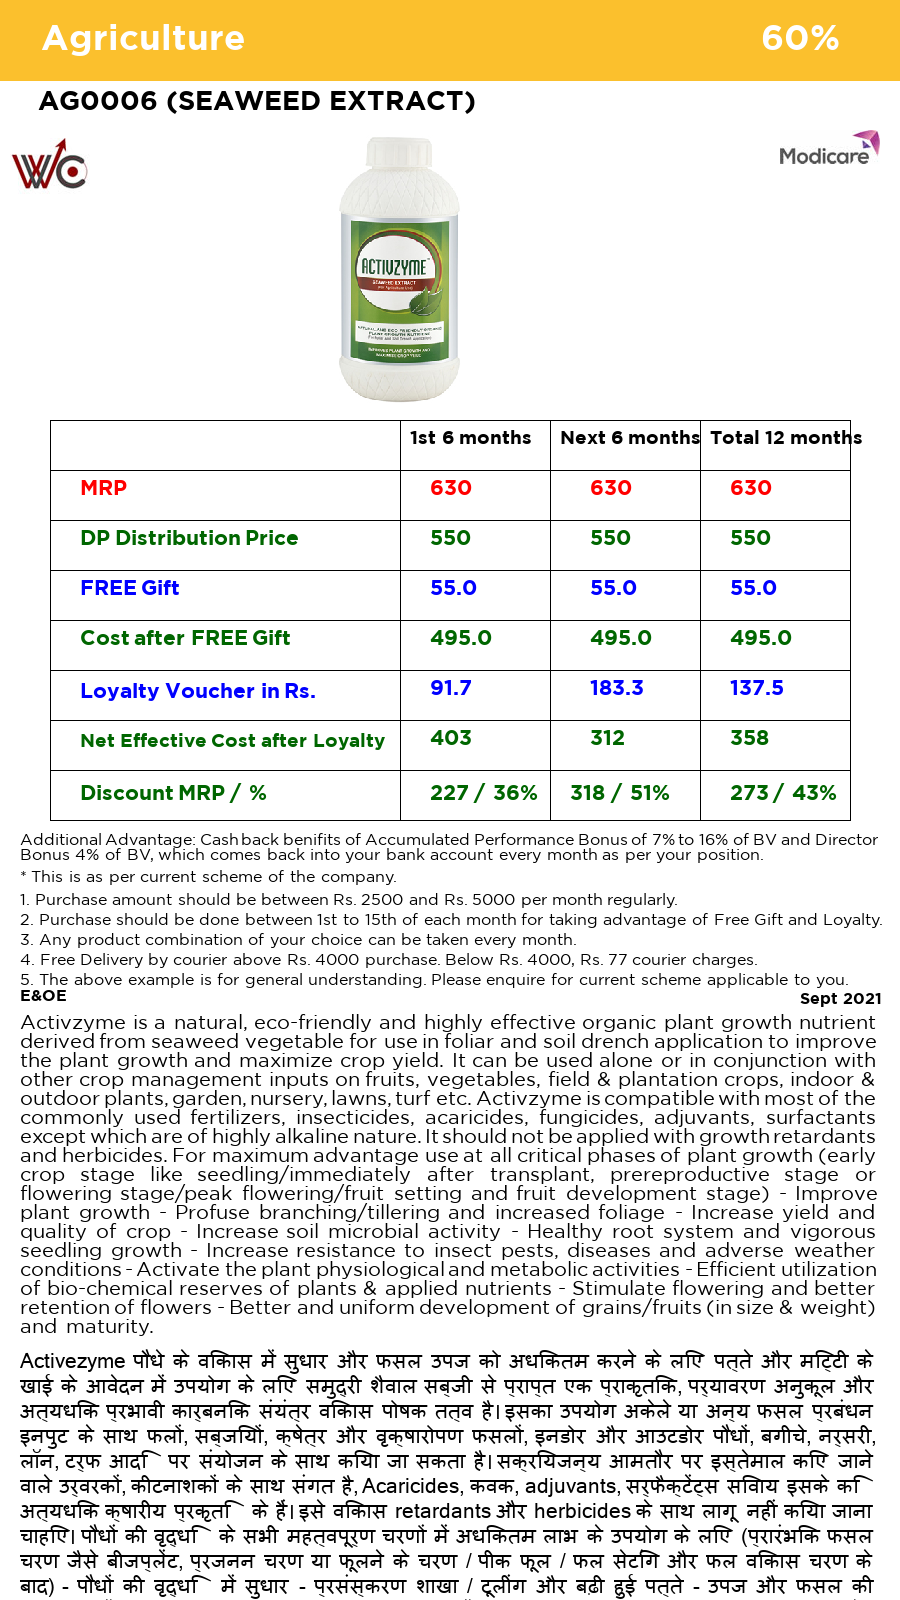 Agriculture 60%
AG0006 (SEAWEED EXTRACT)
WC
Modicare
ACTIVZYME
SEAWEED EXTRACT
1st 6 months Next 6 months Total 12 months
MRP 630 630 630
DP Distribution Price 550 550 550
FREE Gift 55.0 55.0 55.0
Cost after FREE Gift 495.0 495.0 495.0
Loyalty Voucher in Rs. 91.7 183.3 137.5
Net Effective Cost after Loyalty 403 312 358
Discount MRP / % 227 / 36% 318 / 51% 273 / 43%
Additional Advantage: Cash back benifits of Accumulated Performance Bonus of 7% to 16% of BV and Director
Bonus 4% of BV, which comes back into your bank account every month as per your position.
* This is as per current scheme of the company.
1. Purchase amount should be between Rs. 2500 and Rs. 5000 per month regularly.
2. Purchase should be done between 1st to 15th of each month for taking advantage of Free Gift and Loyalty.
3. Any product combination of your choice can be taken every month.
4. Free Delivery by courier above Rs. 4000 purchase. Below Rs. 4000, Rs. 77 courier charges.
5. The above example is for general understanding. Please enquire for current scheme applicable to you.
E&OE Sept 2021
Activzyme is a natural, eco-friendly and highly effective organic plant growth nutrient
derived from seaweed vegetable for use in foliar and soil drench application to improve
the plant growth and maximize crop yield. It can be used alone or in conjunction with
other crop management inputs on fruits, vegetables, field & plantation crops, indoor &
outdoor plants, garden, nursery, lawns, turf etc. Activzyme is compatible with most of the
commonly used fertilizers, insecticides, acaricides, fungicides, adjuvants, surfactants
except which are of highly alkaline nature. It should not be applied with growth retardants
and herbicides. For maximum advantage use at all critical phases of plant growth (early
crop stage like seedling/immediately after transplant, prereproductive stage or
flowering stage/peak flowering/fruit setting and fruit development stage) - Improve
plant growth - Profuse branching/tillering and increased foliage - Increase yield and
quality of crop - Increase soil microbial activity - Healthy root system and vigorous
seedling growth - Increase resistance to insect pests, diseases and adverse weather
conditions - Activate the plant physiological and metabolic activities - Efficient utilization
of bio-chemical reserves of plants & applied nutrients - Stimulate flowering and better
retention of flowers - Better and uniform development of grains/fruits (in size & weight)
and maturity.
Activezyme पौधे के विकास में सुधार और फसल उपज को अधिकतम करने के लिए पत्ते और मिट्टी के
खाई के आवेदन में उपयोग के लिए समुद्री शैवाल सब्जी से प्राप्त एक प्राकृतिक, पर्यावरण अनुकूल और
अत्यधिक प्रभावी कार्बनिक संयंत्र विकास पोषक तत्व है। इसका उपयोग अकेले या अन्य फसल प्रबंधन
इनपुट के साथ फलों, सब्जियों, क्षेत्र और वृक्षारोपण फसलों, इनडोर और आउटडोर पौधों, बगीचे, नर्सरी,
लॉन, टर्फ आदि पर संयोजन के साथ किया जा सकता है। सक्रियजन्य आमतौर पर इस्तेमाल किए जाने
वाले उर्वरकों, कीटनाशकों के साथ संगत है, Acaricides, कवक, adjuvants, सर्फैक्टेंट्स सिवाय इसके कि
अत्यधिक क्षारीय प्रकृति के हैं। इसे विकास retardants और herbicides के साथ लागू नहीं किया जाना
चाहिए। पौधों की वृद्धि के सभी महत्वपूर्ण चरणों में अधिकतम लाभ के उपयोग के लिए (प्रारंभिक फसल
चरण जैसे बीजप्लेंट, प्रजनन चरण या फूलने के चरण / पीक फूल / फल सेटिंग और फल विकास चरण के
बाद) - पौधों की वृद्धि में सुधार - प्रसंस्करण शाखा / टूलींग और बढ़ी हुई पत्ते - उपज और फसल की